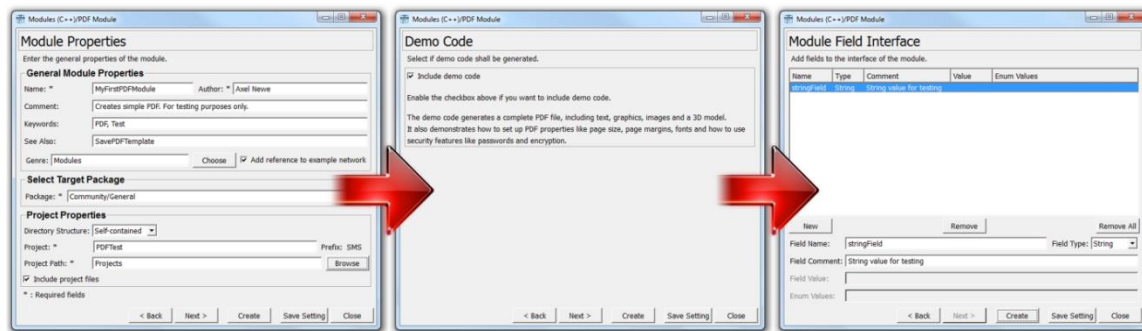 Modules (C++)/PDF Module
Module Properties
Enter the general properties of the module.
General Module Properties
Name: * MyFirstPDFModule Author: * Axel Newe
Comment: Creates simple PDF. For testing purposes only.
Keywords: PDF, Test
See Also: SavePDFTemplate
Genre: Modules Choose Add reference to example network
Select Target Package
Package: * Community/General
Project Properties
Directory Structure: Self-contained
Project: * PDFTest Prefix: SMS
Project Path: * Projects Browse
Include project files
* : Required fields
< Back Next > Create Save Setting Close
Modules (C++)/PDF Module
Demo Code
Select if demo code shall be generated.
Include demo code
Enable the checkbox above if you want to include demo code.
The demo code generates a complete PDF file, including text, graphics, images and a 3D model.
It also demonstrates how to set up PDF properties like page size, page margins, fonts and how to use
security features like passwords and encryption.
< Back Next > Create Save Setting Close
Modules (C++)/PDF Module
Module Field Interface
Add fields to the interface of the module.
Name Type Comment Value Enum Values
stringField String String value for testing
New Remove Remove All
Field Name: stringField Field Type: String
Field Comment: String value for testing
Field Value:
Enum Values:
< Back Next > Create Save Setting Close